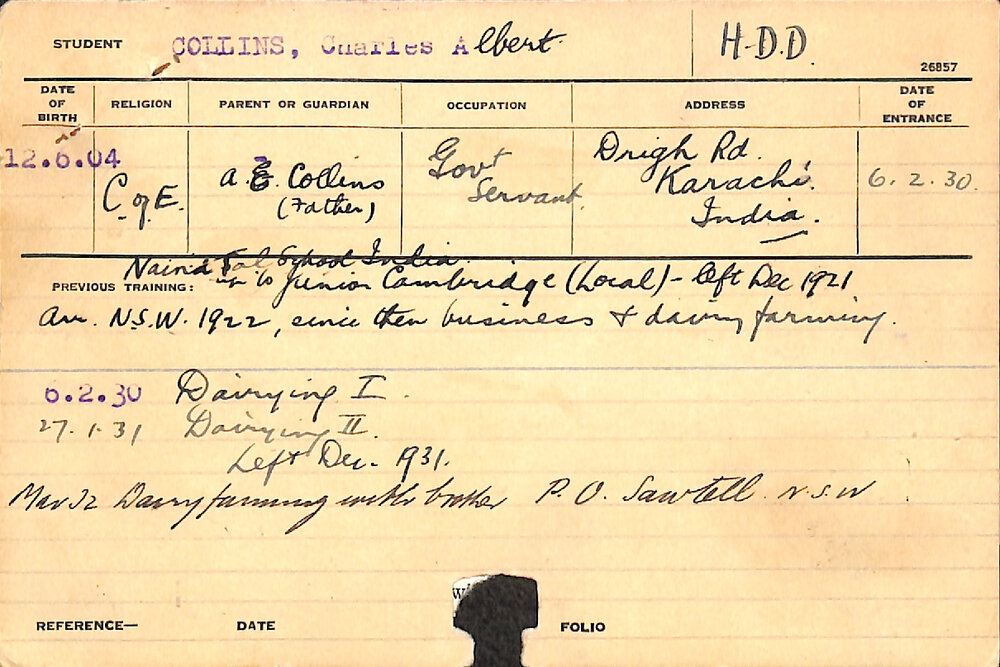 STUDENT COLLINS, Charles Albert H.D.D.
26857
DATE OF BIRTH RELIGION PARENT OR GUARDIAN OCCUPATION ADDRESS DATE OF ENTRANCE
12.6.04 C. of E. A. E. Collins (Father) Govt Servant. Drigh Rd. Karachi. India. 6.2.30.
School India.
PREVIOUS TRAINING: up to Junior Cambridge (Local) - left Dec 1921
Arr. N.S.W. 1922, since then business & dairy farming.
6.2.30 Dairying I.
27.1.31 Dairying II.
Left Dec. 1931.
Mar 32 Dairy farming with brother P.O. Sawtell N.S.W.
REFERENCE— DATE FOLIO